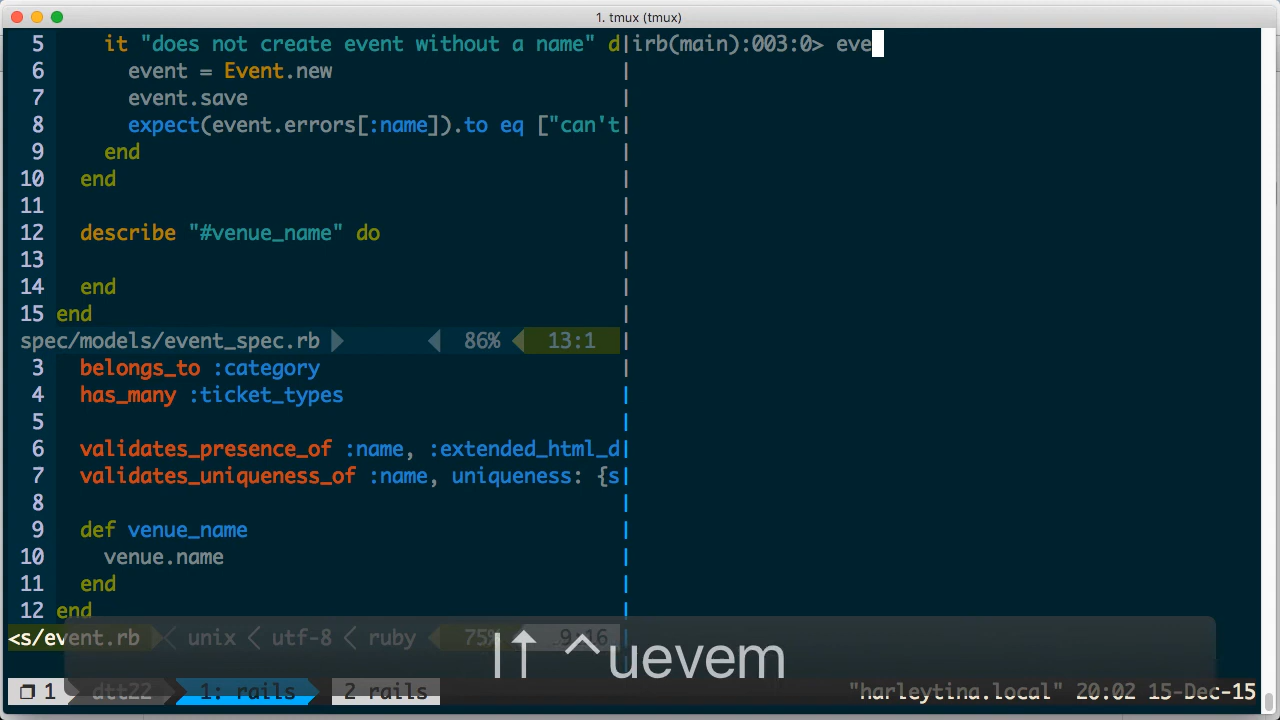 1. tmux (tmux)
5 it "does not create event without a name" d
6 event = Event.new
7 event.save
8 expect(event.errors[:name]).to eq ["can't
9 end
10 end
11
12 describe "#venue_name" do
13
14 end
15 end
spec/models/event_spec.rb 86% 13:1
3 belongs_to :category
4 has_many :ticket_types
5
6 validates_presence_of :name, :extended_html_d
7 validates_uniqueness_of :name, uniqueness: {s
8
9 def venue_name
10 venue.name
11 end
12 end
<s/event.rb unix < utf-8 < ruby 75% 9:16
irb(main):003:0> eve
|↑ ^uevem
1 dtt22 1: rails 2 rails "harleytina.local" 20:02 15-Dec-15